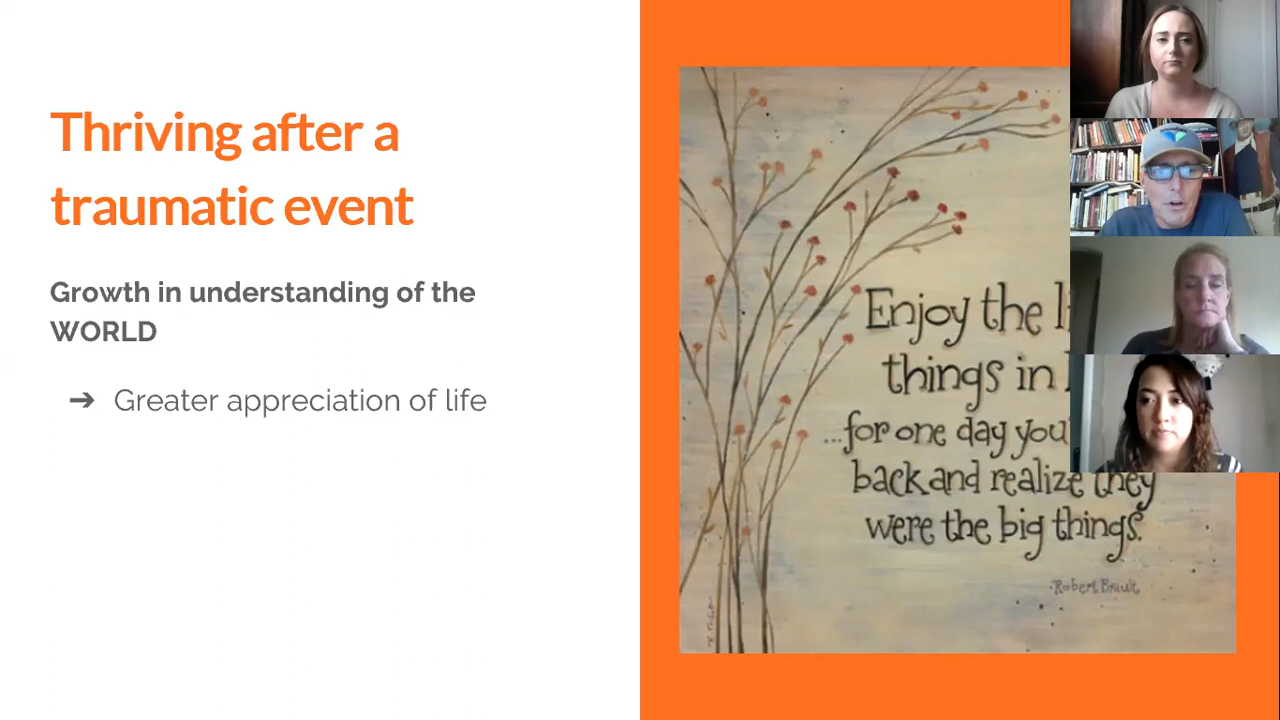 Thriving after a
traumatic event
Growth in understanding of the
WORLD
➔ Greater appreciation of life
Enjoy the
things in
...for one day you
back and realize they
were the big things.
-Robert Brault